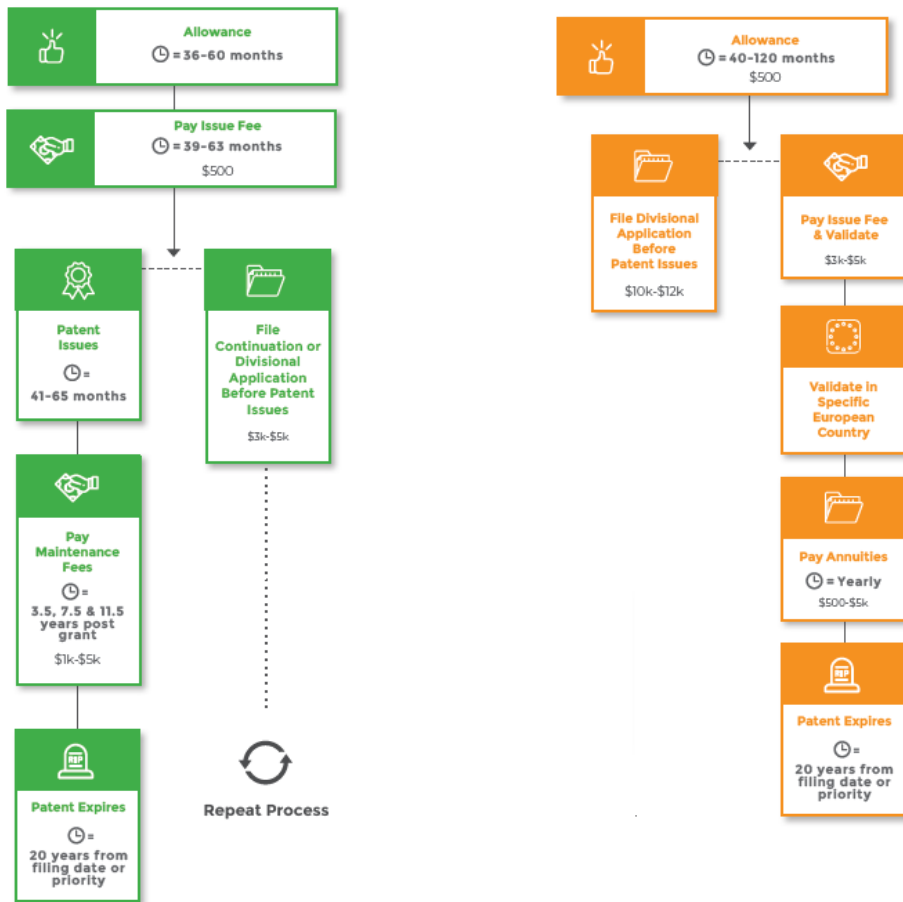 Allowance
= 36-60 months
Pay Issue Fee
= 39-63 months
$500
Patent
Issues
=
41-65 months
File
Continuation or
Divisional
Application
Before Patent
Issues
$3k-$5k
Pay
Maintenance
Fees
=
3.5, 7.5 & 11.5
years post
grant
$1k-$5k
RIP
Patent Expires
=
20 years from
filing date or
priority
Repeat Process
Allowance
= 40-120 months
$500
File Divisional
Application
Before
Patent Issues
$10k-$12k
Pay Issue Fee
& Validate
$3k-$5k
Validate in
Specific
European
Country
Pay Annuities
= Yearly
$500-$5k
RIP
Patent Expires
=
20 years from
filing date or
priority